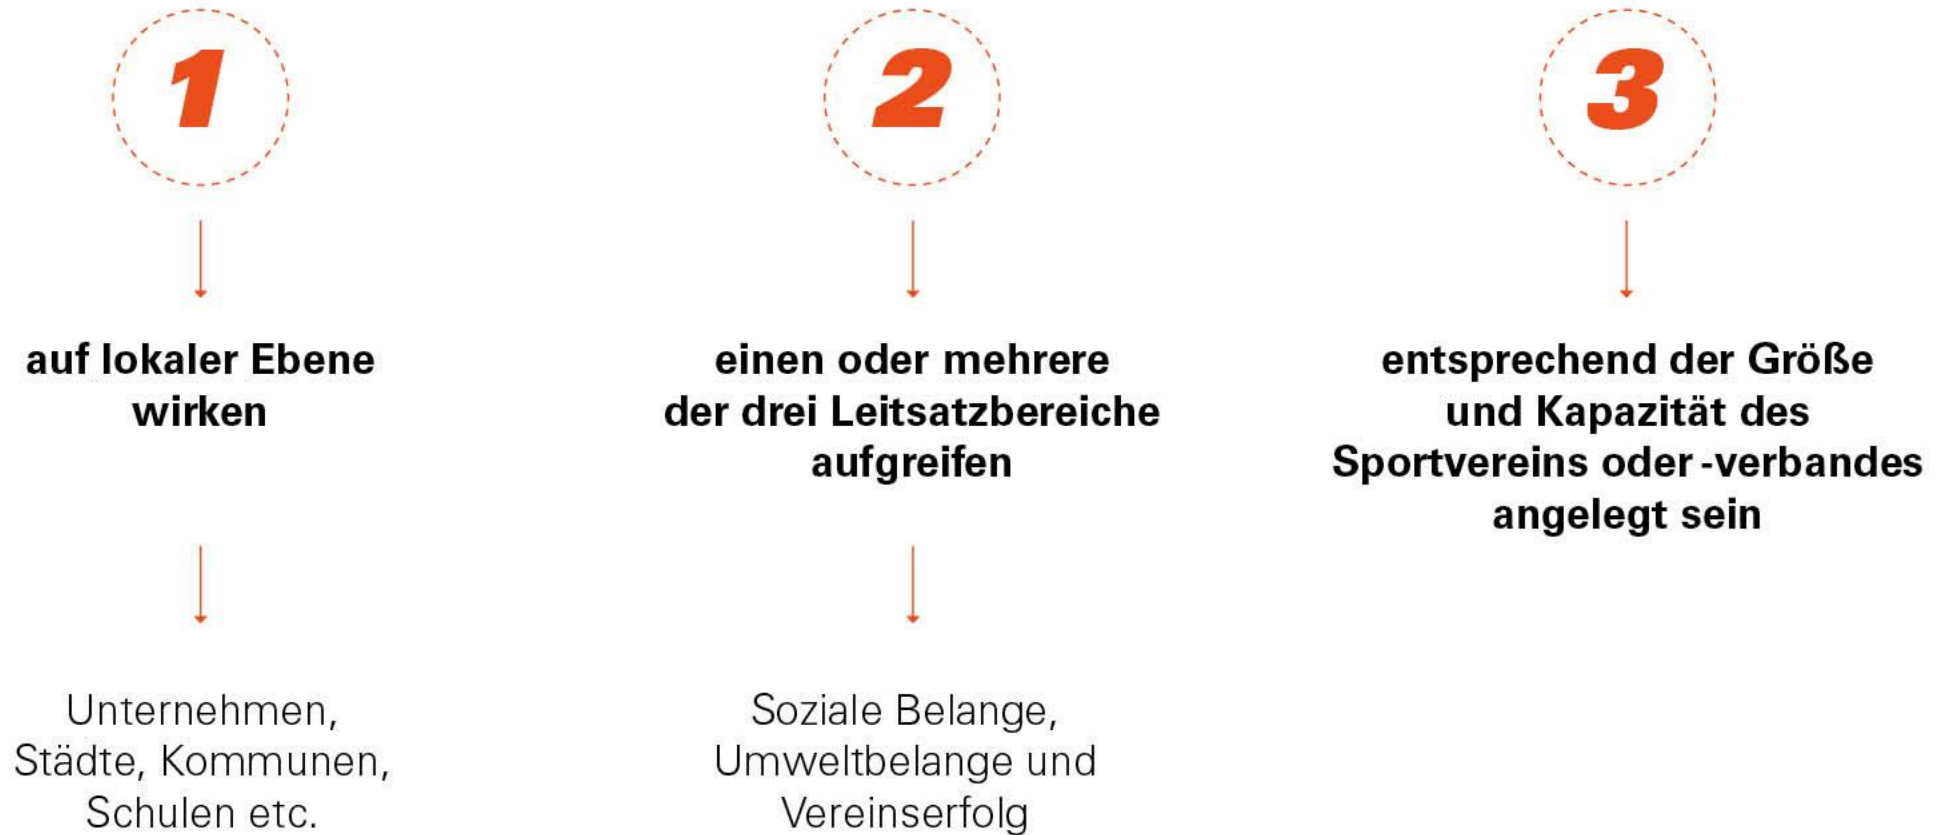 1
auf lokaler Ebene
wirken
Unternehmen,
Städte, Kommunen,
Schulen etc.
2
einen oder mehrere
der drei Leitsatzbereiche
aufgreifen
Soziale Belange,
Umweltbelange und
Vereinserfolg
3
entsprechend der Größe
und Kapazität des
Sportvereins oder -verbandes
angelegt sein